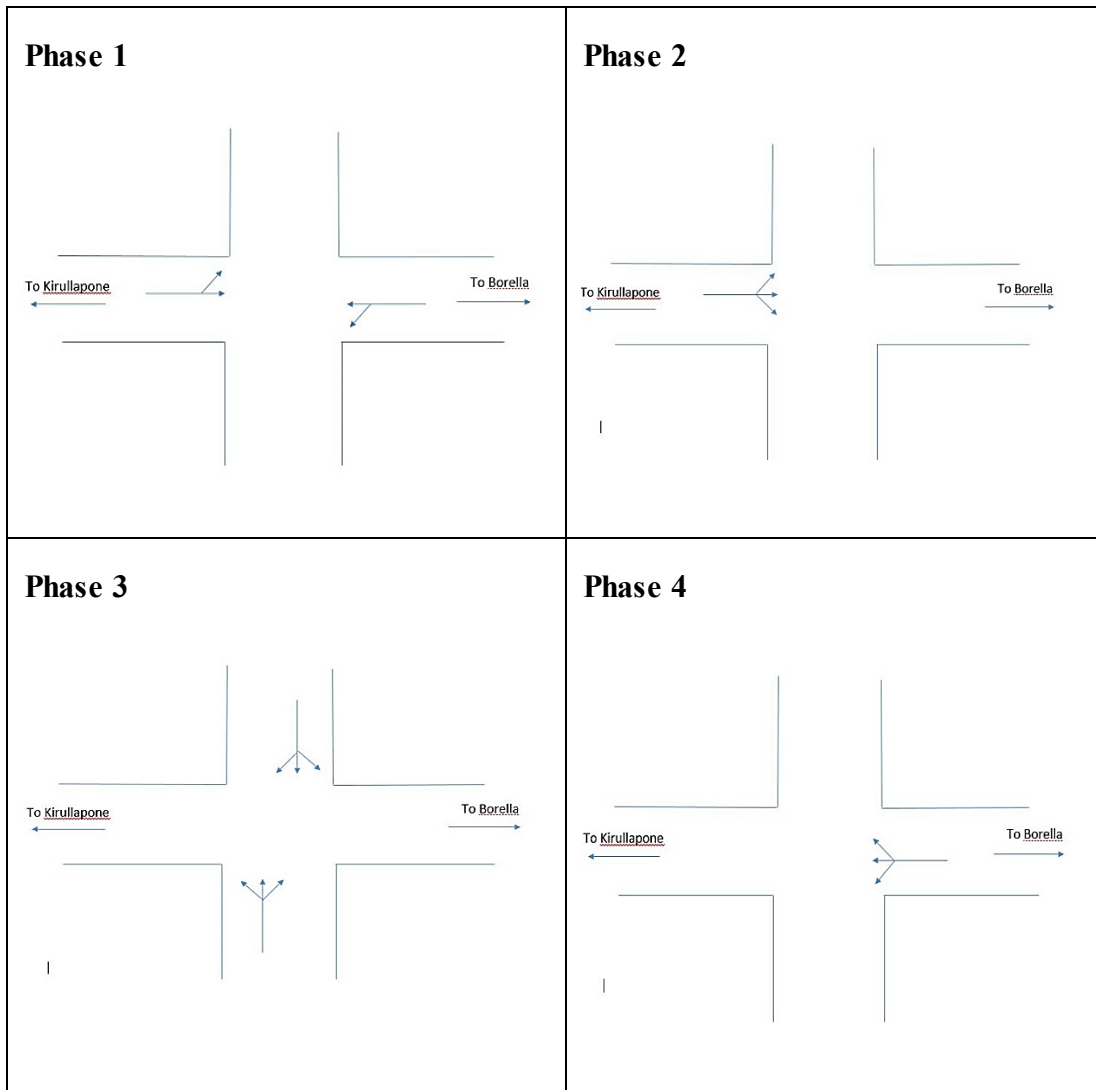 Phase 1
To Kirullapone
To Borella
Phase 2
To Kirullapone
To Borella
Phase 3
To Kirullapone
To Borella
Phase 4
To Kirullapone
To Borella